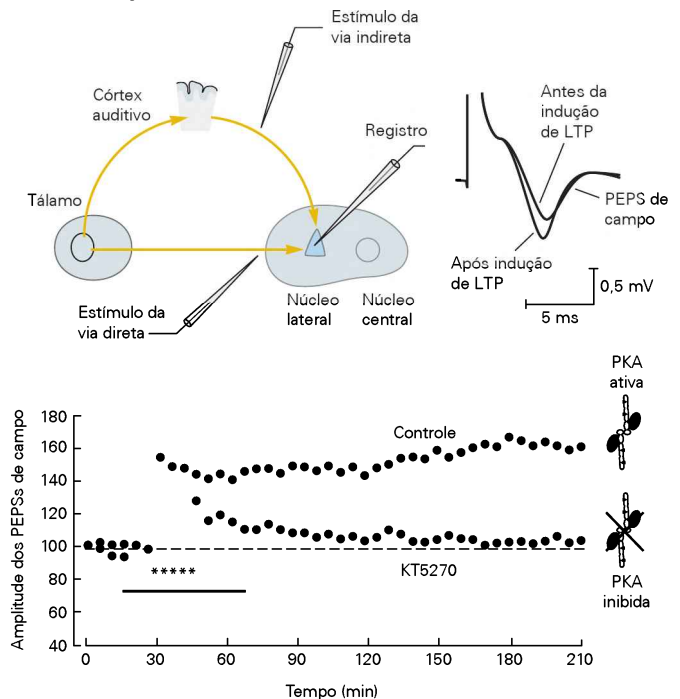 Estímulo da
via indireta
Córtex
auditivo
Registro
Tálamo
Estímulo da
via direta
Núcleo
lateral
Núcleo
central
Antes da
indução
de LTP
PEPS de
campo
Após indução
de LTP
0,5 mV
5 ms
PKA
ativa
Amplitude dos PEPSs de campo
180
160
140
120
100
80
60
40
Controle
KT5270
*****
PKA
inibida
0
30
60
90
120
150
180
210
Tempo (min)